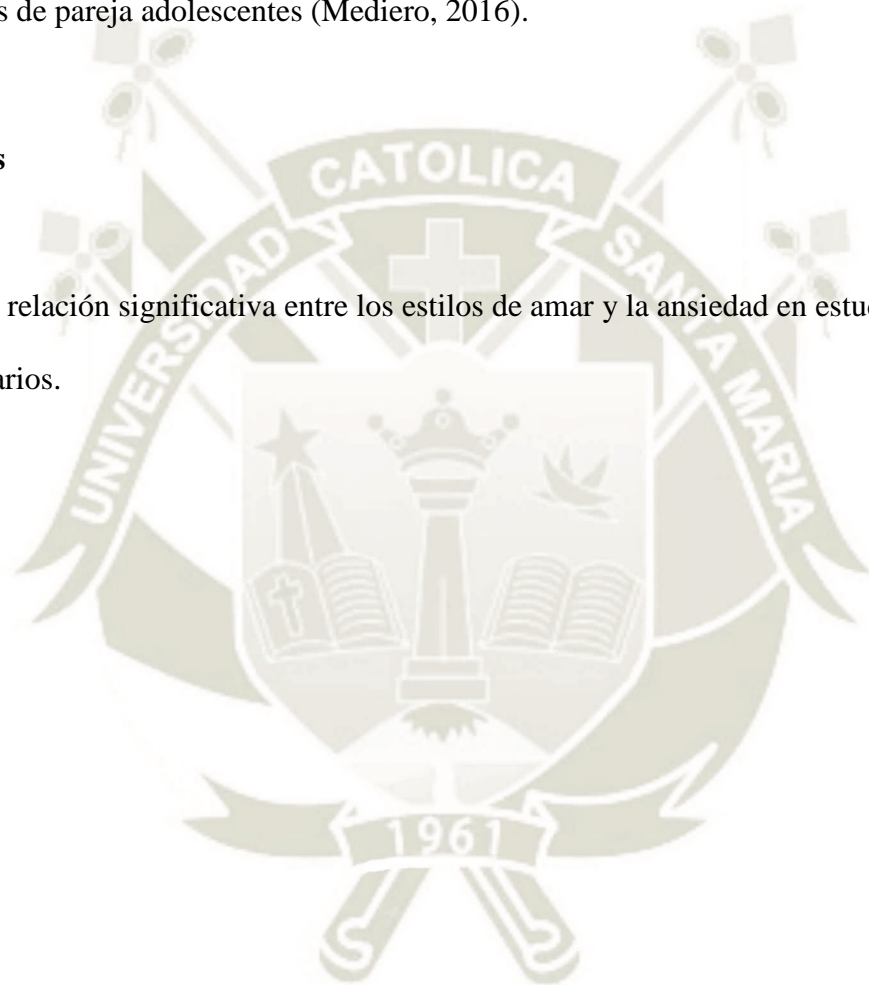 s de pareja adolescentes (Mediero, 2016).
s
relación significativa entre los estilos de amar y la ansiedad en estu
arios.
UNIVERSIDAD CATOLICA SANTA MARIA
1961